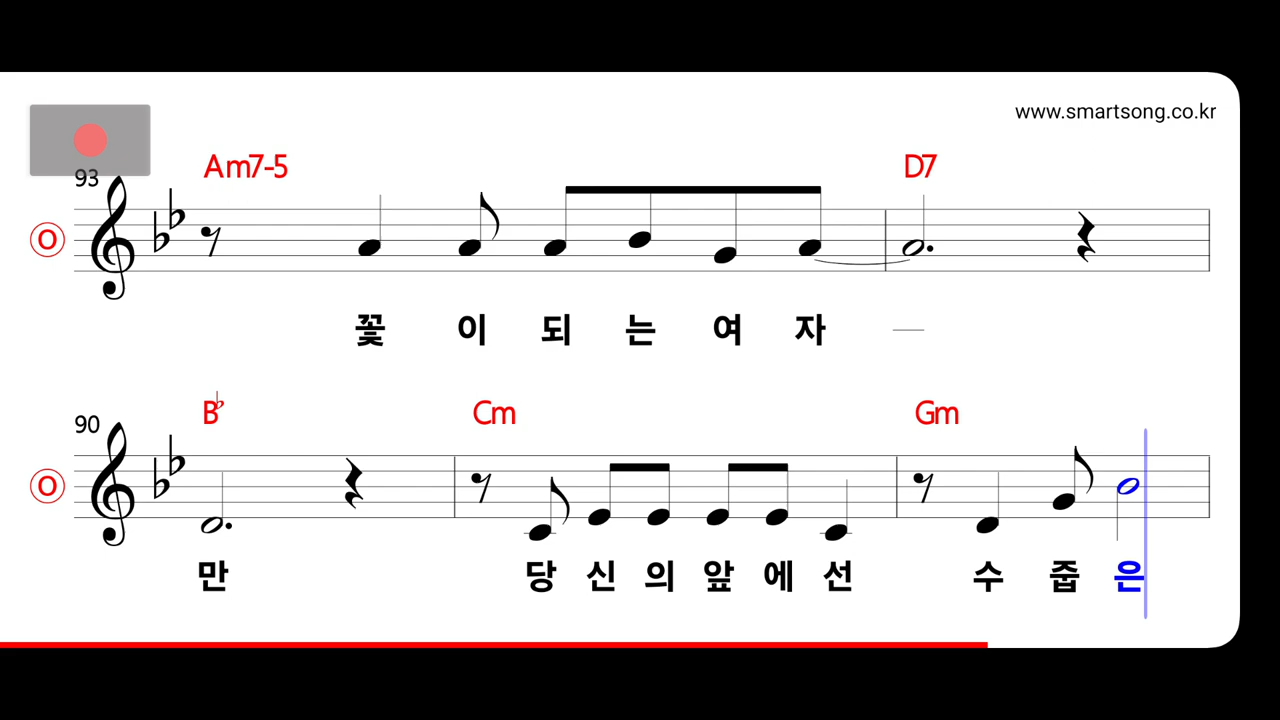 www.smartsong.co.kr
Am7-5 D7
93
O
꽃 이 되 는 여 자 —
B♭ Cm Gm
90
O
만 당 신 의 앞 에 선 수 줍 은